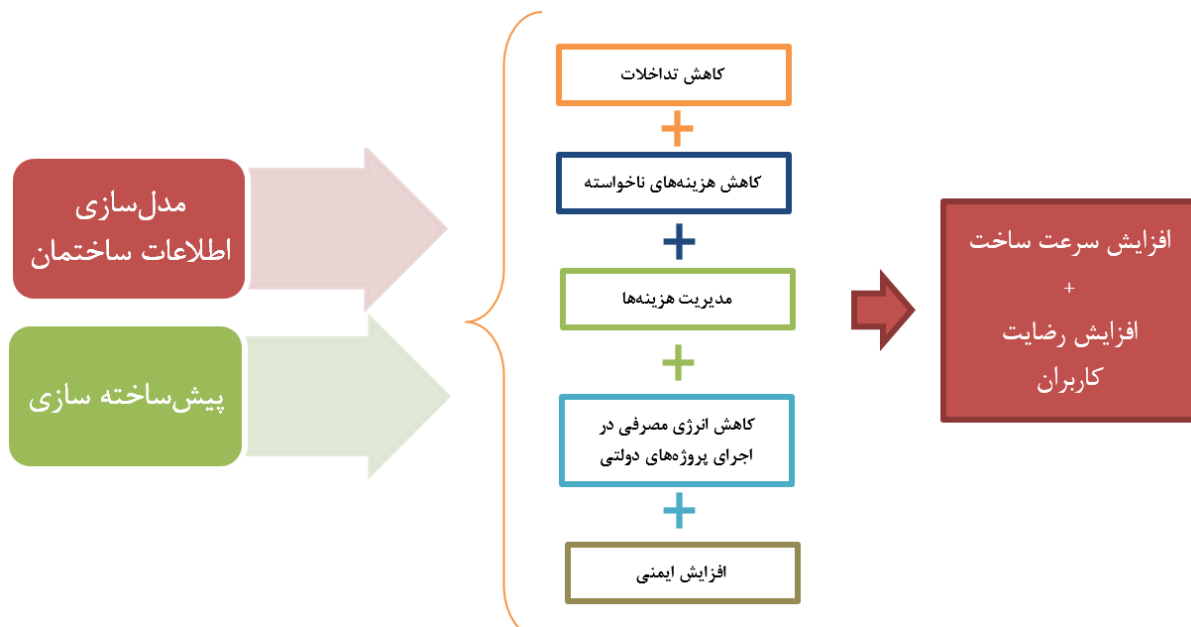 مدل‌سازی
اطلاعات ساختمان
پیش‌ساخته سازی
کاهش تداخلات
+
کاهش هزینه‌های ناخواسته
+
مدیریت هزینه‌ها
+
کاهش انرژی مصرفی در
اجرای پروژه‌های دولتی
+
افزایش ایمنی
افزایش سرعت ساخت
+
افزایش رضایت
کاربران